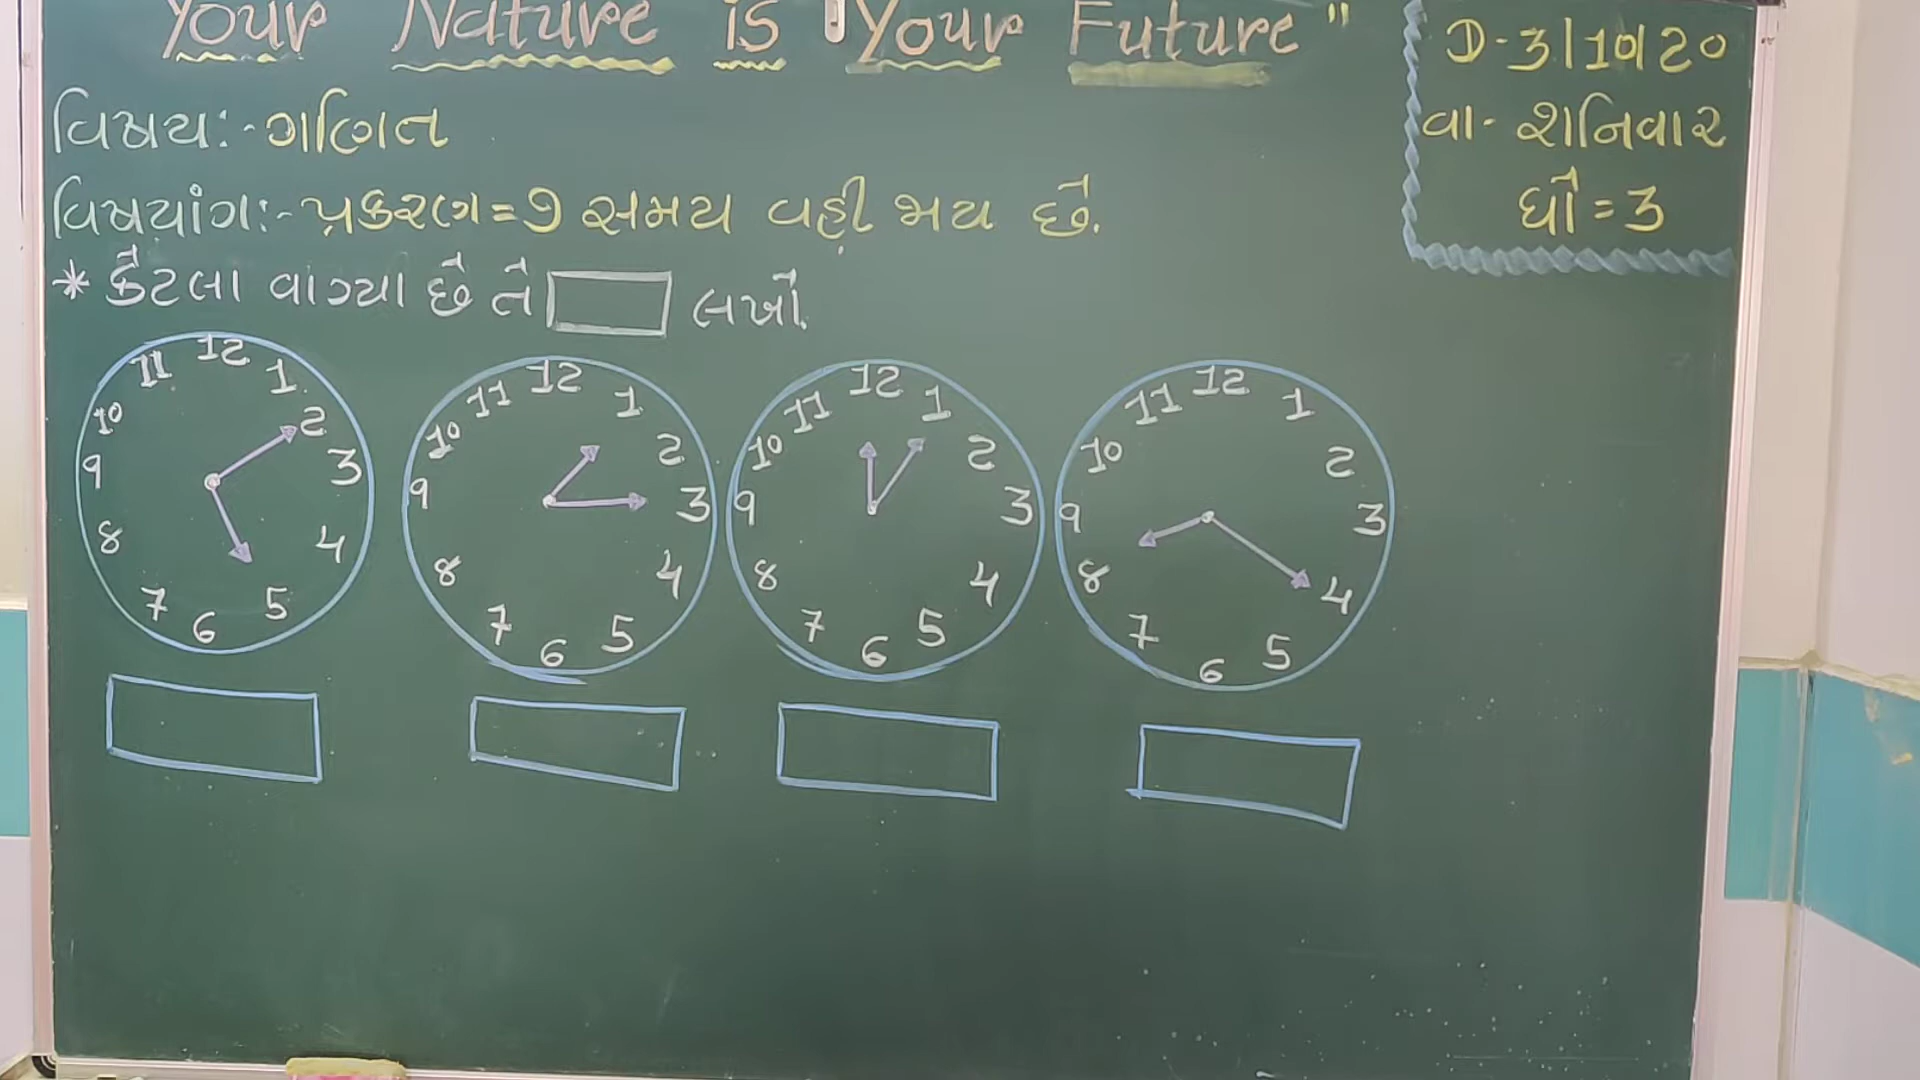 Your Nature is "Your Future"
વિષય:- ગણિત
વિષયાંગ:- પ્રકરણ=૭ સમય વહી જાય છે.
* કેટલા વાગ્યા છે તે લખો.
D-3/10/20
વા- શનિવાર
ધો=3
12 1 2 3 4 5 6 7 8 9 10 11
12 1 2 3 4 5 6 7 8 9 10 11
12 1 2 3 4 5 6 7 8 9 10 11
12 1 2 3 4 5 6 7 8 9 10 11